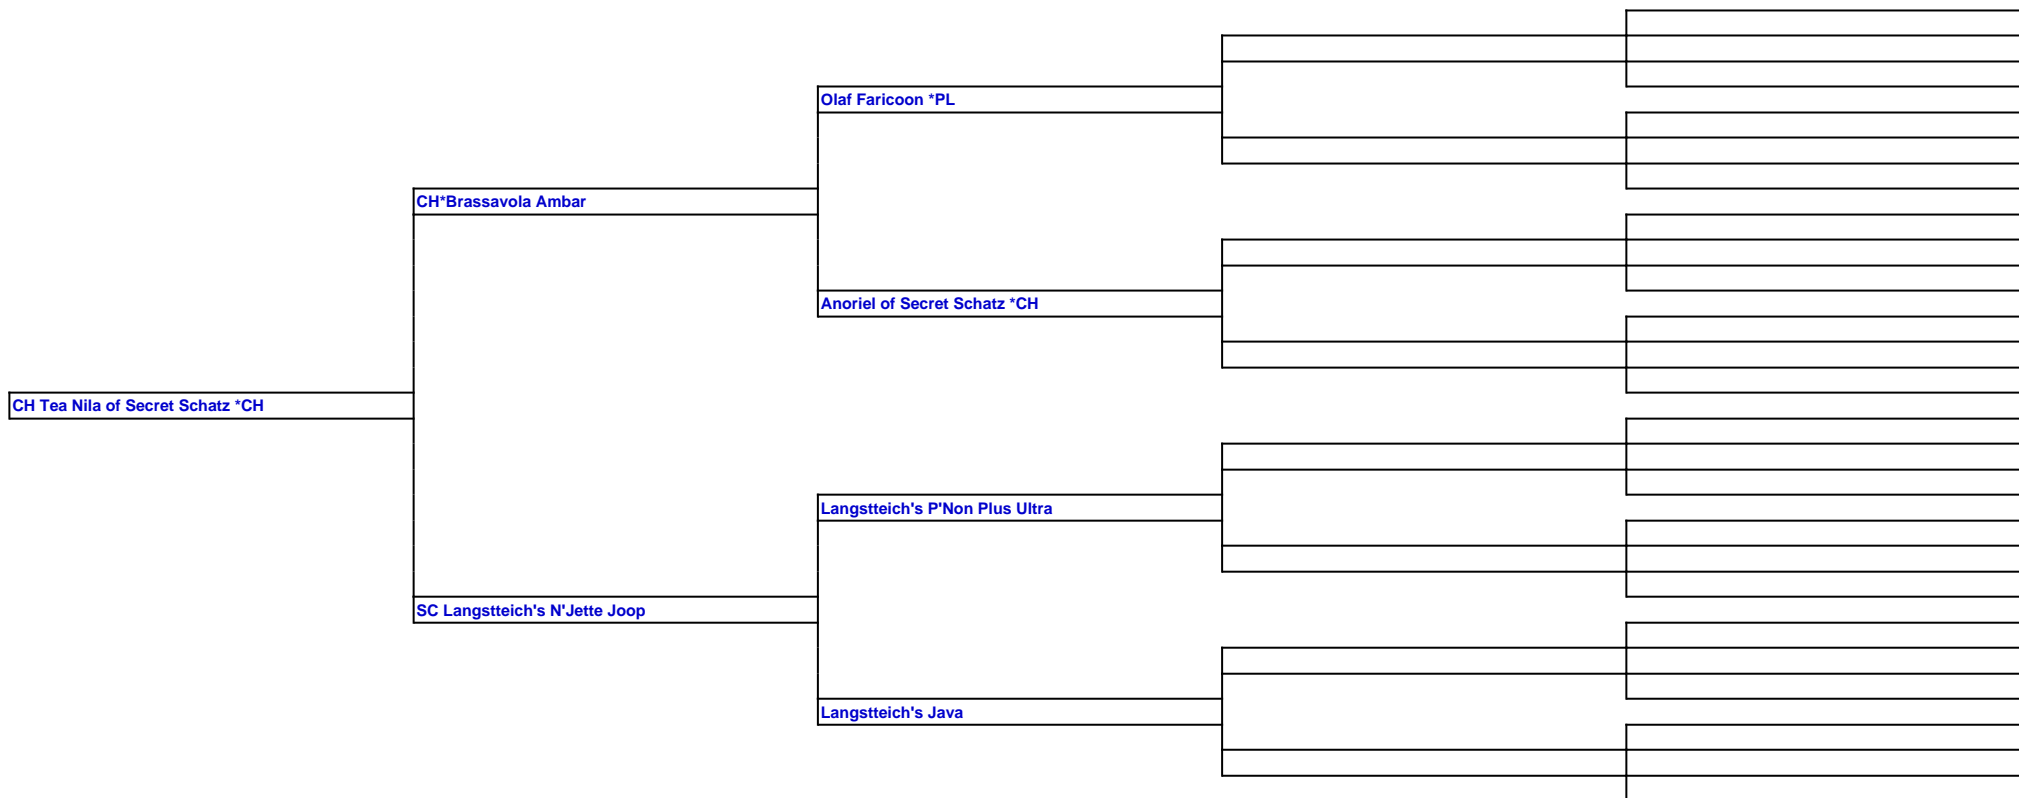 Olaf Faricoon *PL
CH*Brassavola Ambar
Anoriel of Secret Schatz *CH
CH Tea Nila of Secret Schatz *CH
Langstteich's P'Non Plus Ultra
SC Langstteich's N'Jette Joop
Langstteich's Java